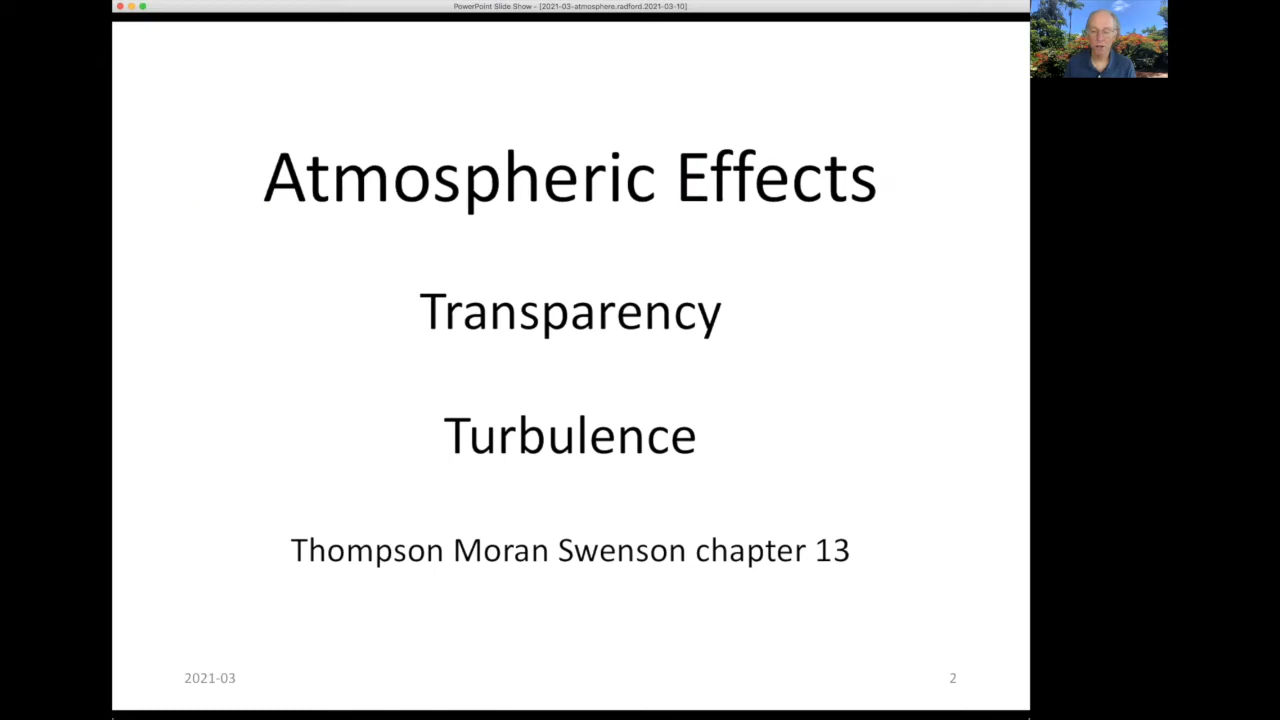 PowerPoint Slide Show - [2021-03-atmosphere.radford.2021-03-10]
Atmospheric Effects
Transparency
Turbulence
Thompson Moran Swenson chapter 13
2021-03
2